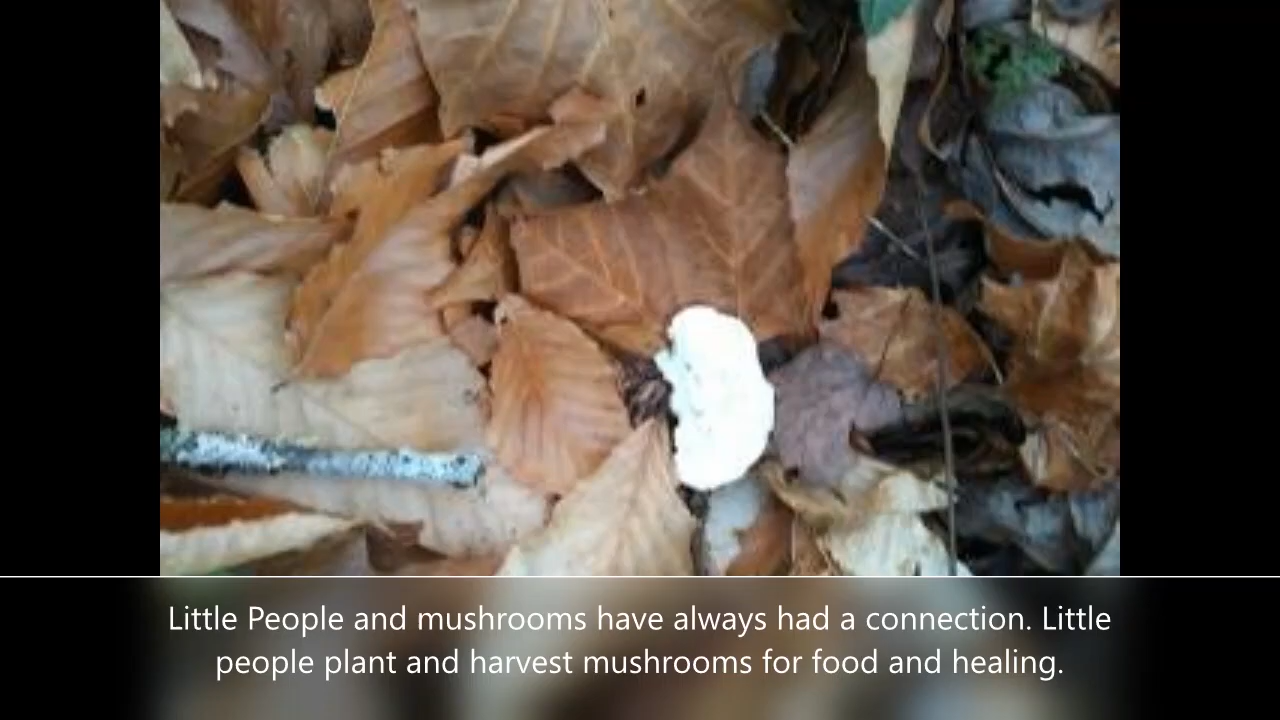 Little People and mushrooms have always had a connection. Little
people plant and harvest mushrooms for food and healing.